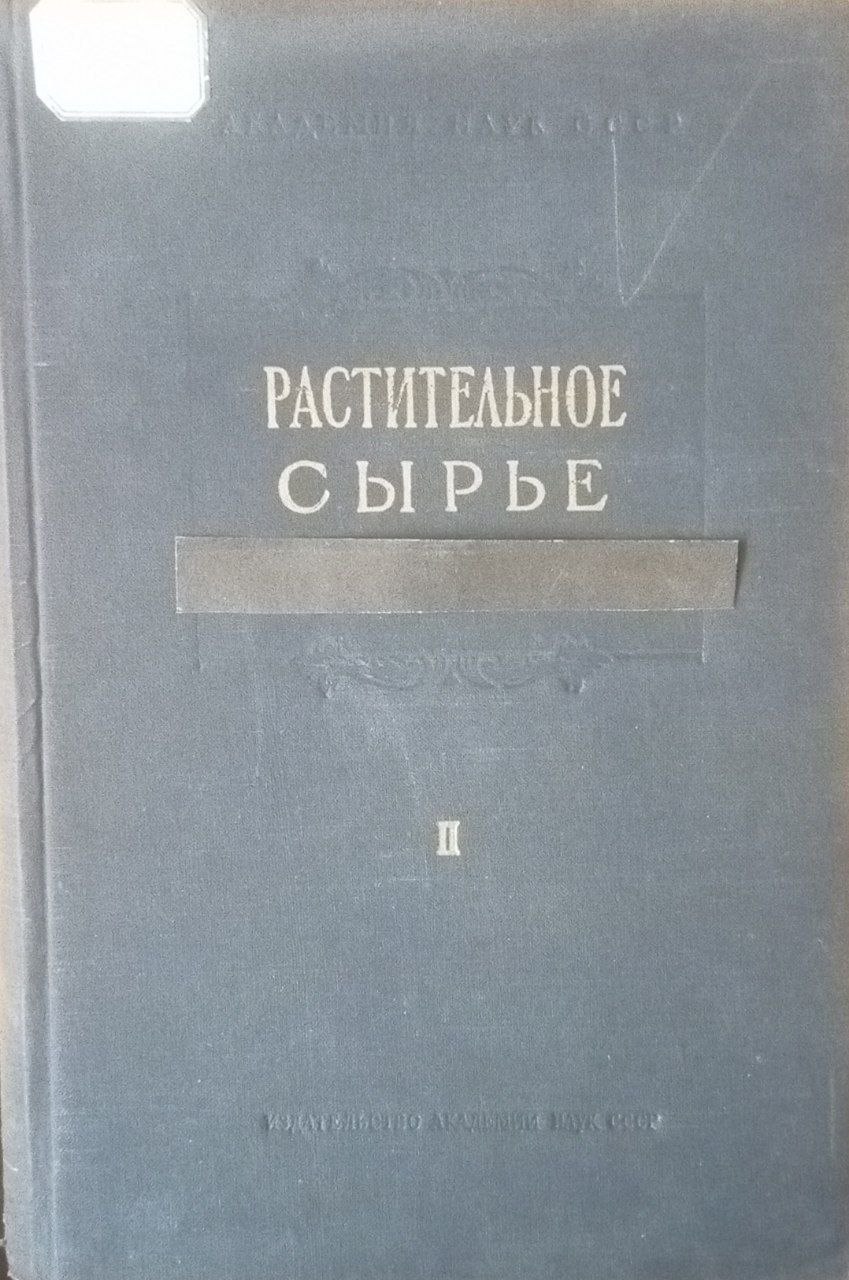 АКАДЕМИЯ НАУК СССР
РАСТИТЕЛЬНОЕ
СЫРЬЕ
II
ИЗДАТЕЛЬСТВО АКАДЕМИИ НАУК СССР